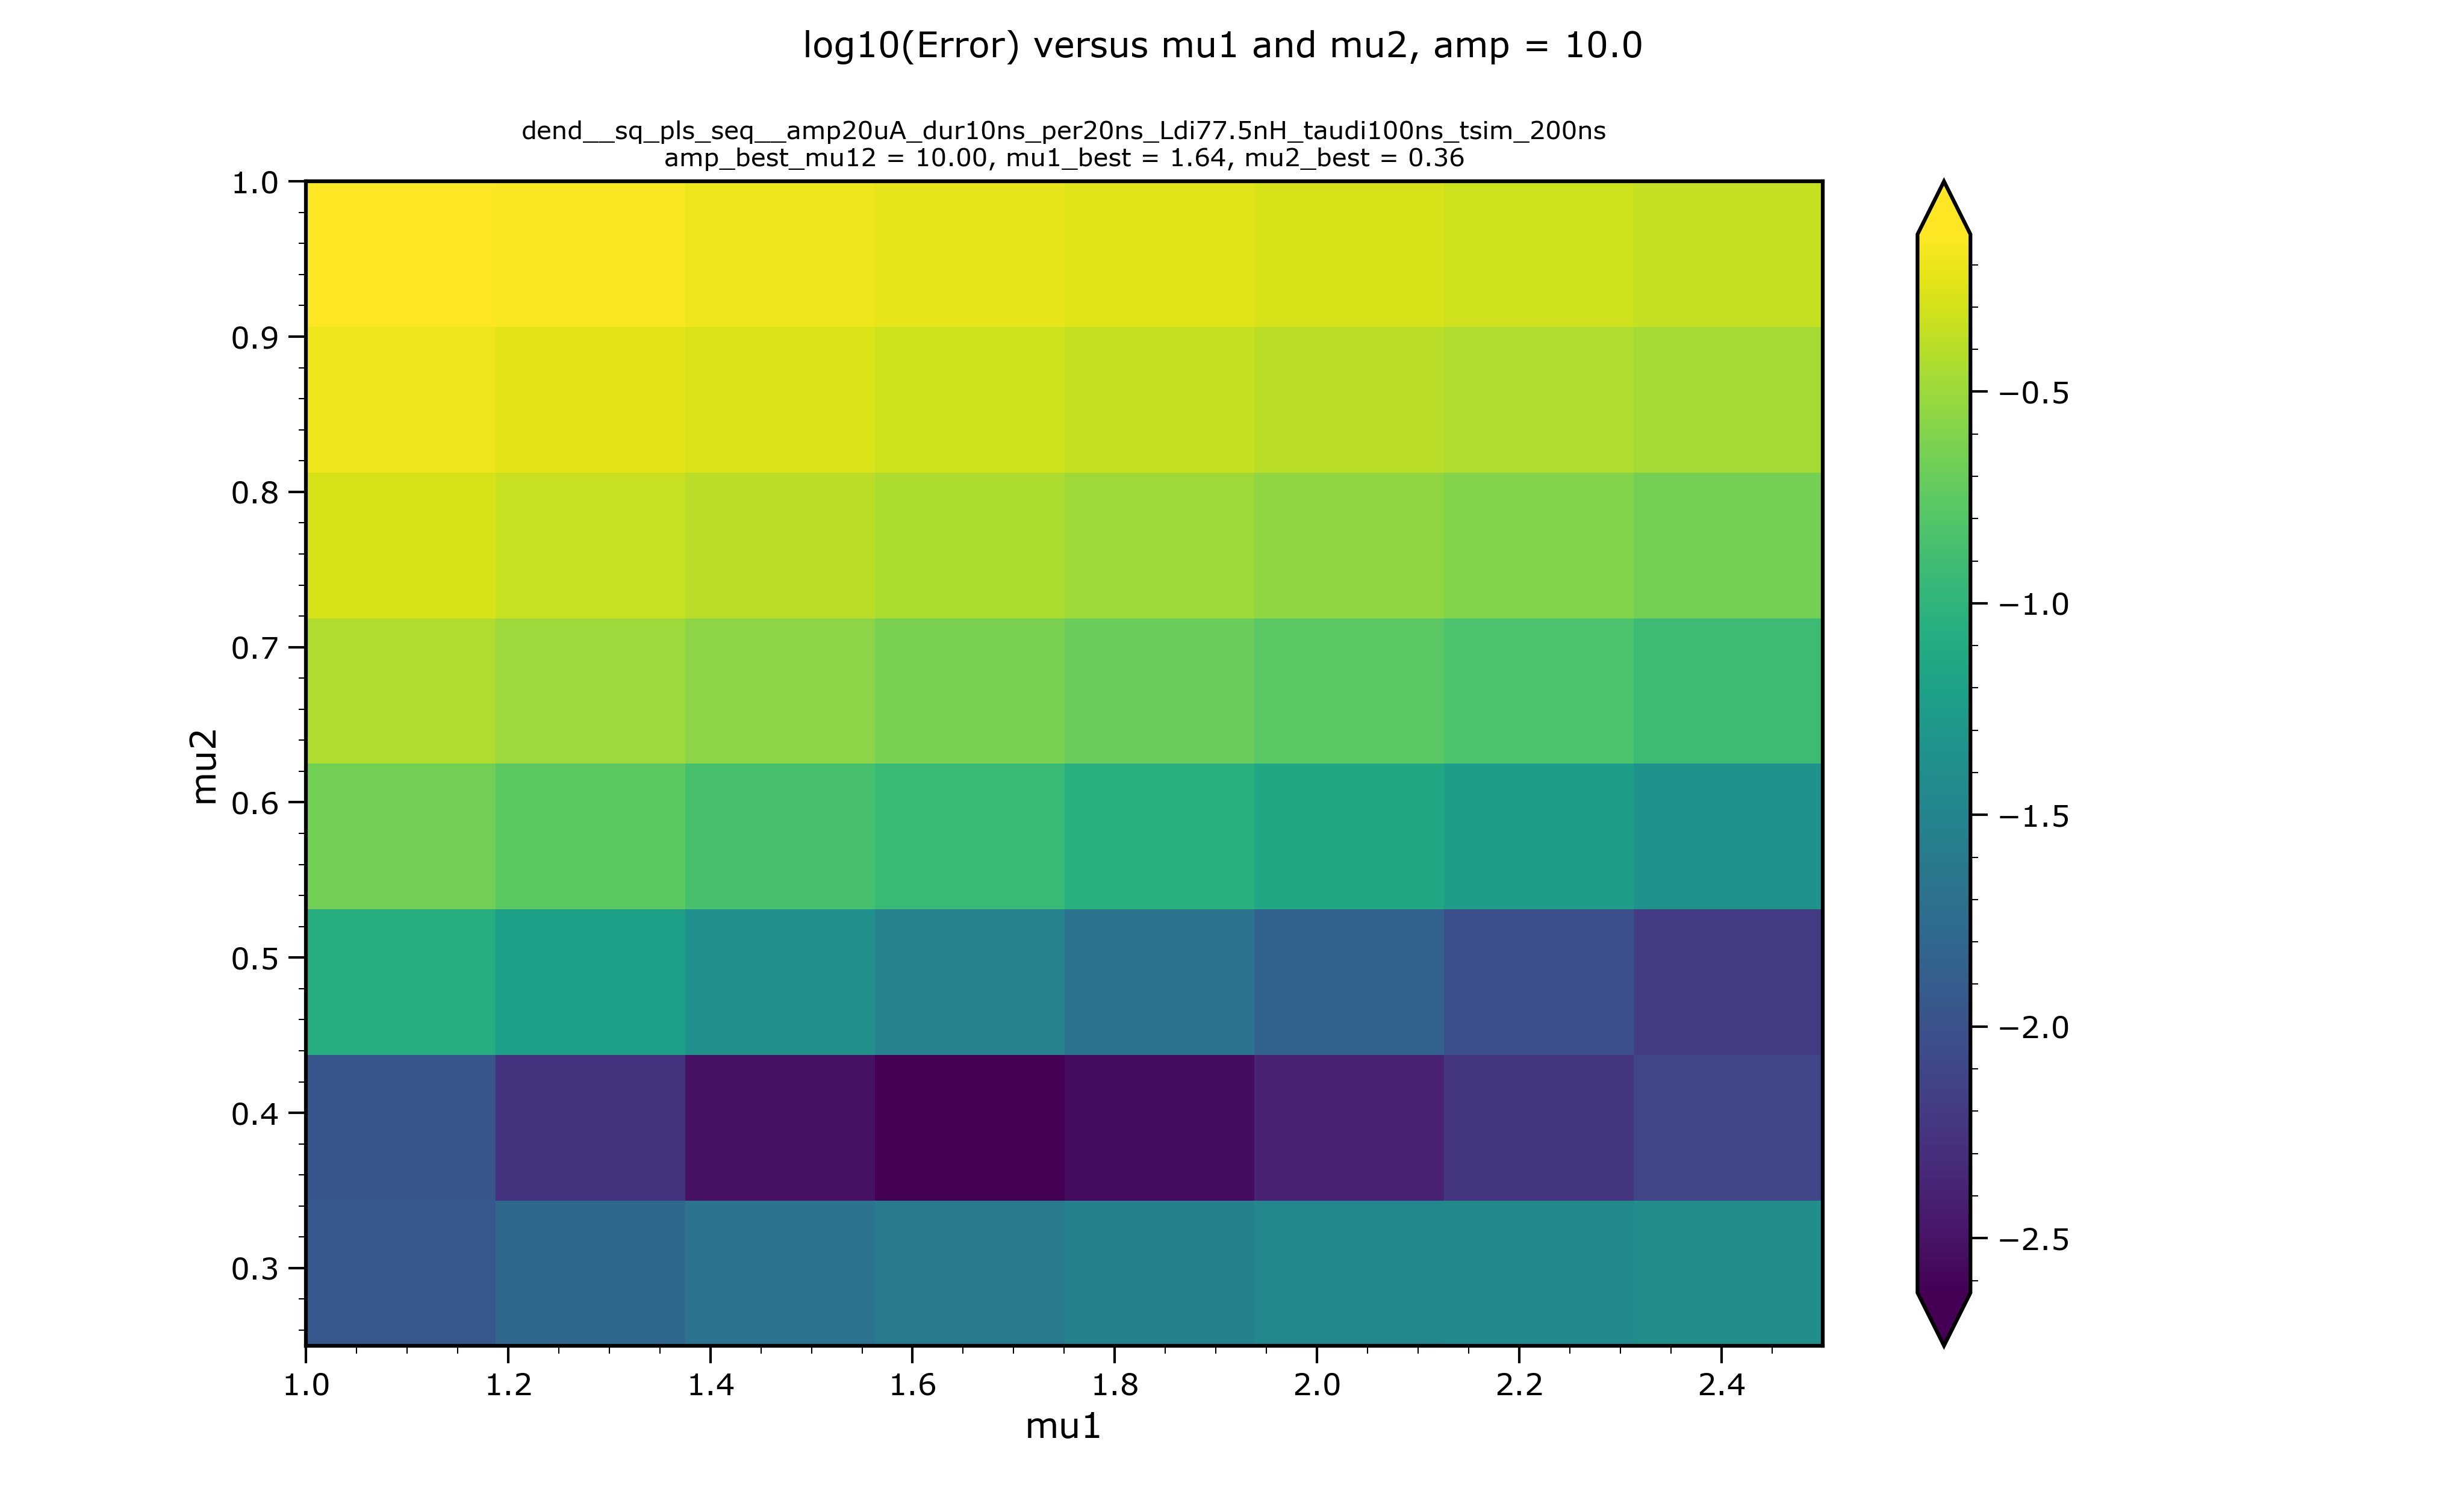 log10(Error) versus mu1 and mu2, amp = 10.0
dend__sq_pls_seq__amp20uA_dur10ns_per20ns_Ldi77.5nH_taudi100ns_tsim_200ns
amp_best_mu12 = 10.00, mu1_best = 1.64, mu2_best = 0.36
1.0
0.9
0.8
0.7
0.6
0.5
0.4
0.3
mu2
1.0 1.2 1.4 1.6 1.8 2.0 2.2 2.4
mu1
−0.5
−1.0
−1.5
−2.0
−2.5